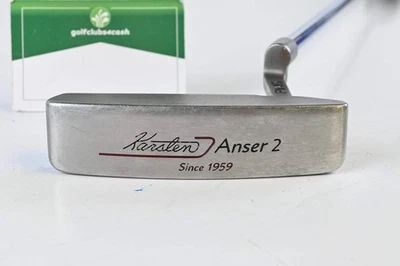 golfclubs4cash
Karsten Anser 2
Since 1959